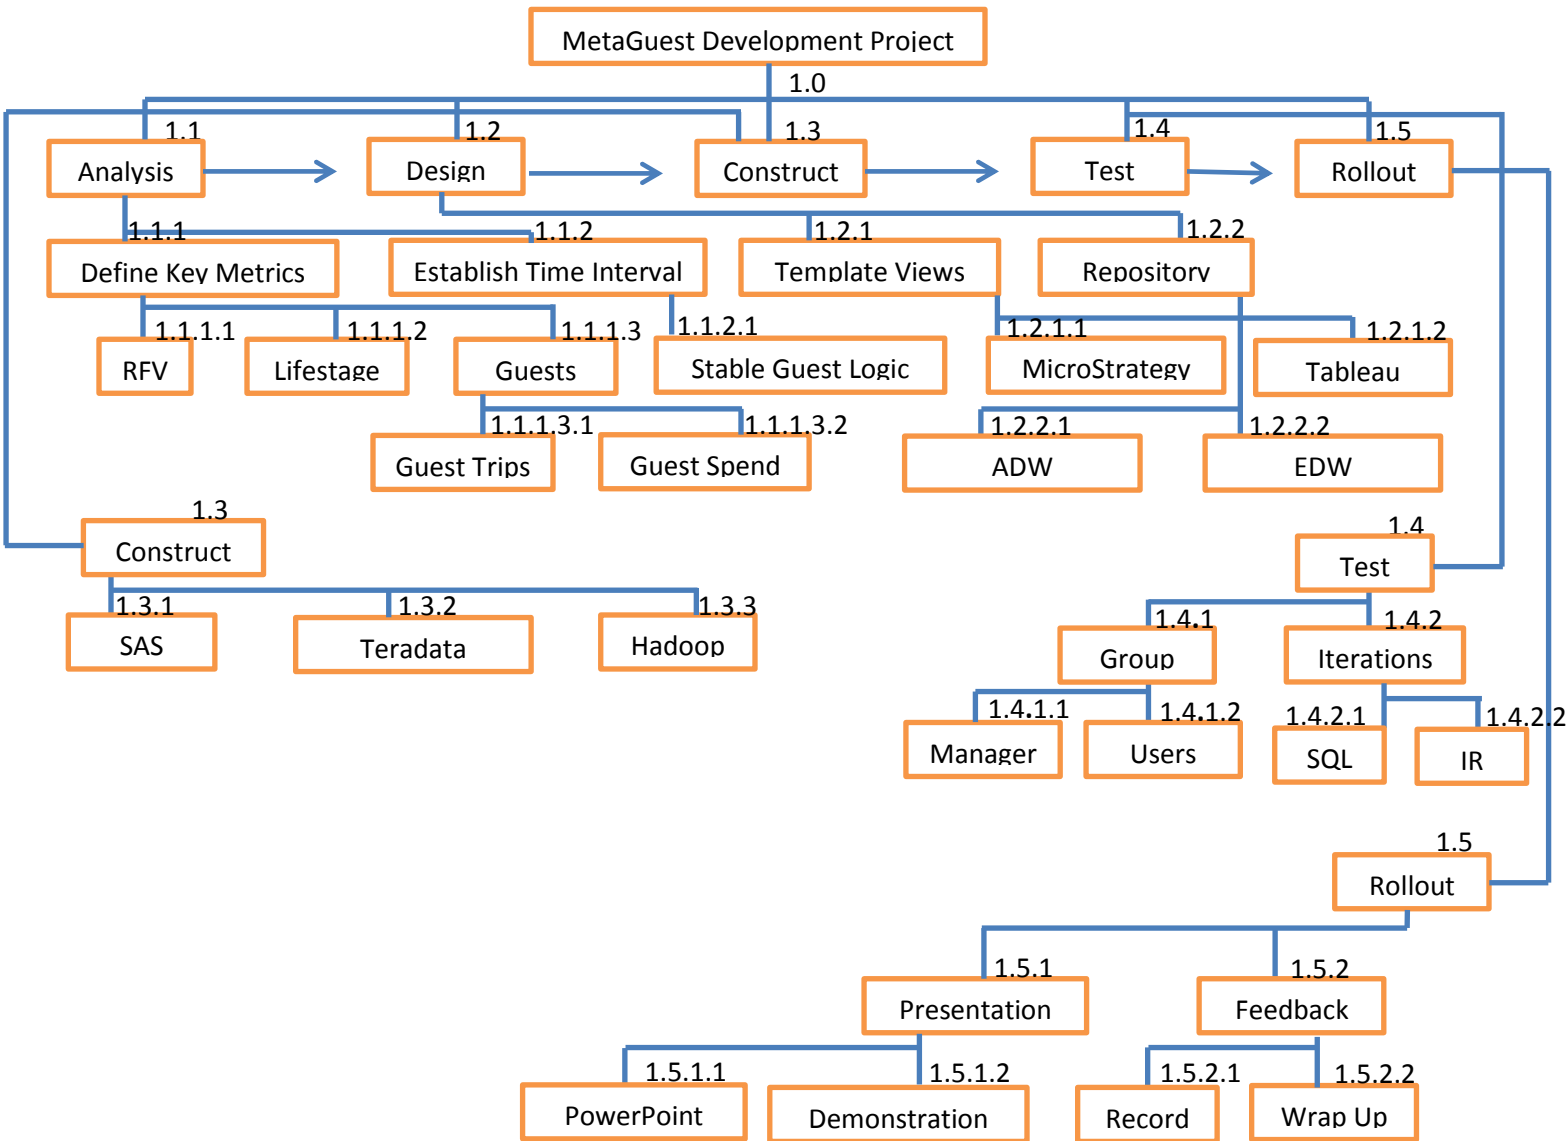 MetaGuest Development Project
1.0
1.1
1.2
1.3
1.4
1.5
Analysis
Design
Construct
Test
Rollout
1.1.1
1.1.2
1.2.1
1.2.2
Define Key Metrics
Establish Time Interval
Template Views
Repository
1.1.1.1
1.1.1.2
1.1.1.3
1.1.2.1
1.2.1.1
1.2.1.2
RFV
Lifestage
Guests
Stable Guest Logic
MicroStrategy
Tableau
1.1.1.3.1
1.1.1.3.2
1.2.2.1
1.2.2.2
Guest Trips
Guest Spend
ADW
EDW
1.3
Construct
1.3.1
1.3.2
1.3.3
SAS
Teradata
Hadoop
1.4
Test
1.4.1
1.4.2
Group
Iterations
1.4.1.1
1.4.1.2
1.4.2.1
1.4.2.2
Manager
Users
SQL
IR
1.5
Rollout
1.5.1
1.5.2
Presentation
Feedback
1.5.1.1
1.5.1.2
1.5.2.1
1.5.2.2
PowerPoint
Demonstration
Record
Wrap Up